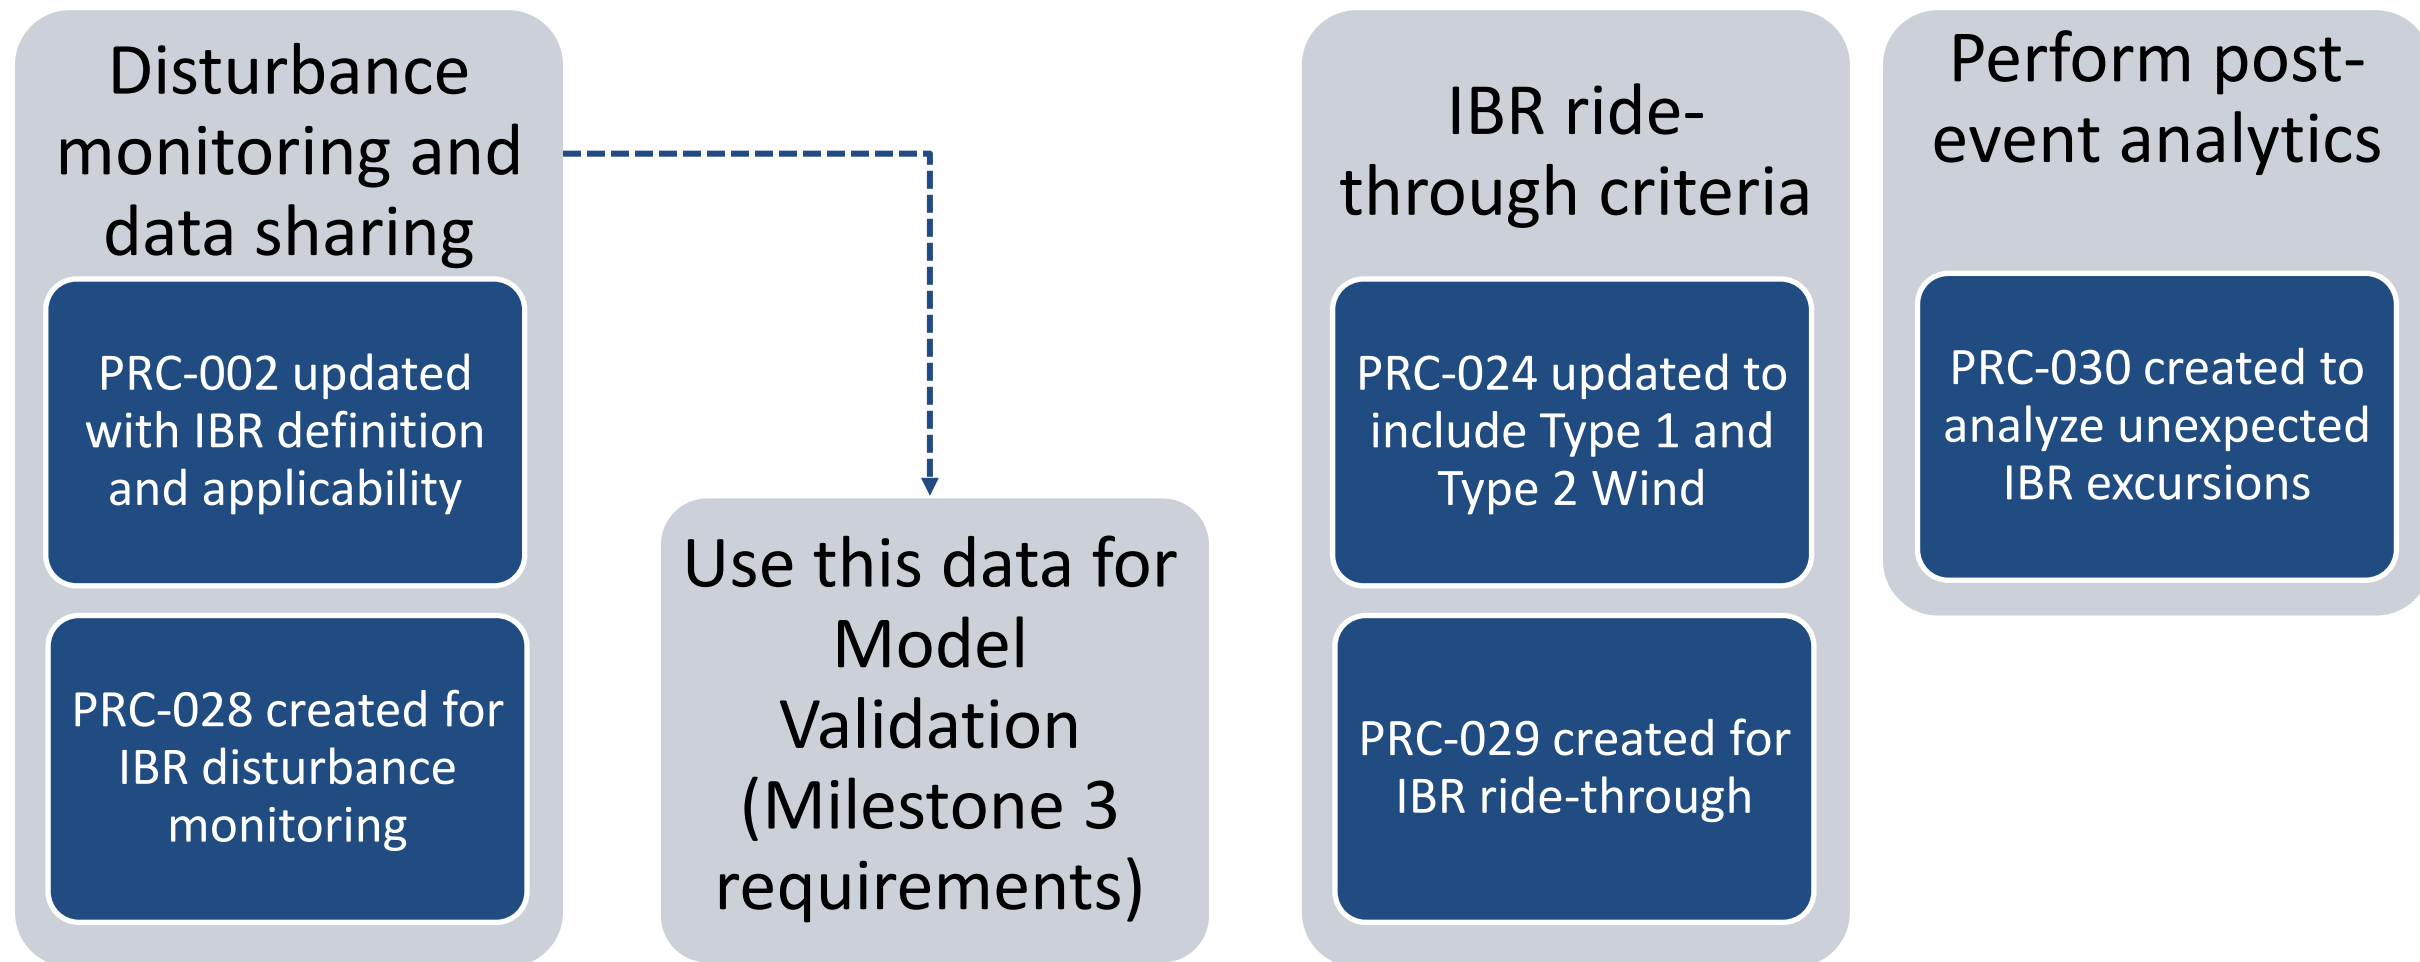 Disturbance
monitoring and
data sharing
PRC-002 updated
with IBR definition
and applicability
PRC-028 created for
IBR disturbance
monitoring
Use this data for
Model
Validation
(Milestone 3
requirements)
IBR ride-
through criteria
PRC-024 updated to
include Type 1 and
Type 2 Wind
PRC-029 created for
IBR ride-through
Perform post-
event analytics
PRC-030 created to
analyze unexpected
IBR excursions